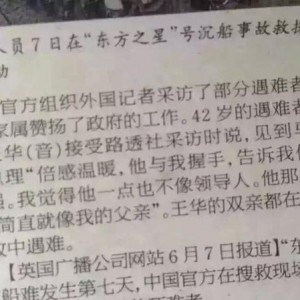 人员7日在“东方之星”号沉船事故救援
动
官方组织外国记者采访了部分遇难者
家属赞扬了政府的工作。42岁的遇难者
华(音)接受路透社采访时说,见到
理“倍感温暖,他与我握手,告诉我
。我觉得他一点也不像领导人。他那
简直就像我的父亲”。王华的双亲都在
故中遇难。
【英国广播公司网站6月7日报道】“东
船难发生第七天,中国官方在搜救现场